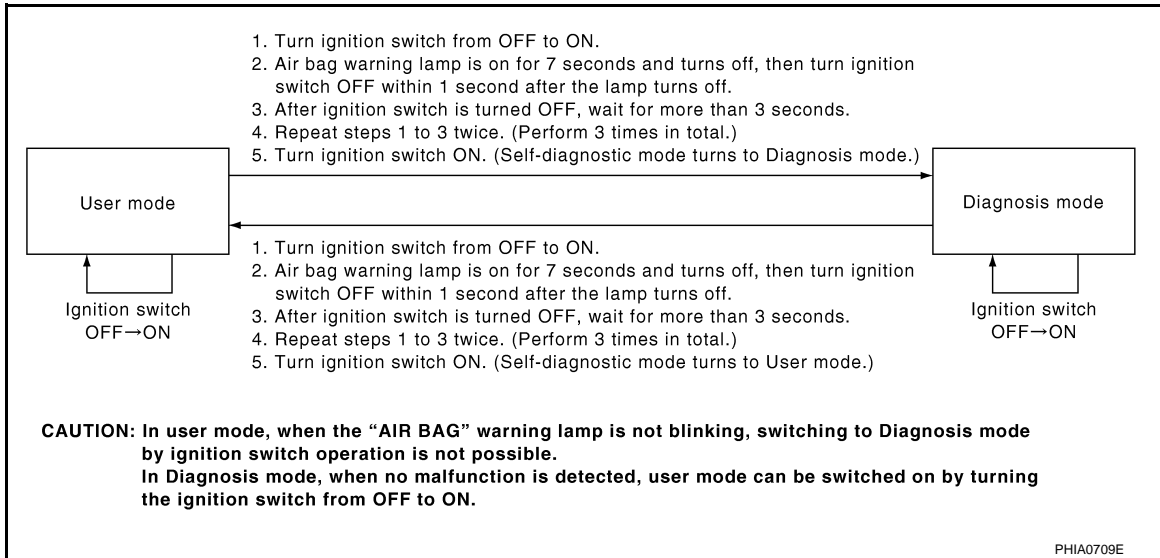 1. Turn ignition switch from OFF to ON.
2. Air bag warning lamp is on for 7 seconds and turns off, then turn ignition
switch OFF within 1 second after the lamp turns off.
3. After ignition switch is turned OFF, wait for more than 3 seconds.
4. Repeat steps 1 to 3 twice. (Perform 3 times in total.)
5. Turn ignition switch ON. (Self-diagnostic mode turns to Diagnosis mode.)
User mode
Diagnosis mode
1. Turn ignition switch from OFF to ON.
2. Air bag warning lamp is on for 7 seconds and turns off, then turn ignition
switch OFF within 1 second after the lamp turns off.
3. After ignition switch is turned OFF, wait for more than 3 seconds.
4. Repeat steps 1 to 3 twice. (Perform 3 times in total.)
5. Turn ignition switch ON. (Self-diagnostic mode turns to User mode.)
Ignition switch
OFF→ON
Ignition switch
OFF→ON
CAUTION: In user mode, when the “AIR BAG” warning lamp is not blinking, switching to Diagnosis mode
by ignition switch operation is not possible.
In Diagnosis mode, when no malfunction is detected, user mode can be switched on by turning
the ignition switch from OFF to ON.
PHIA0709E